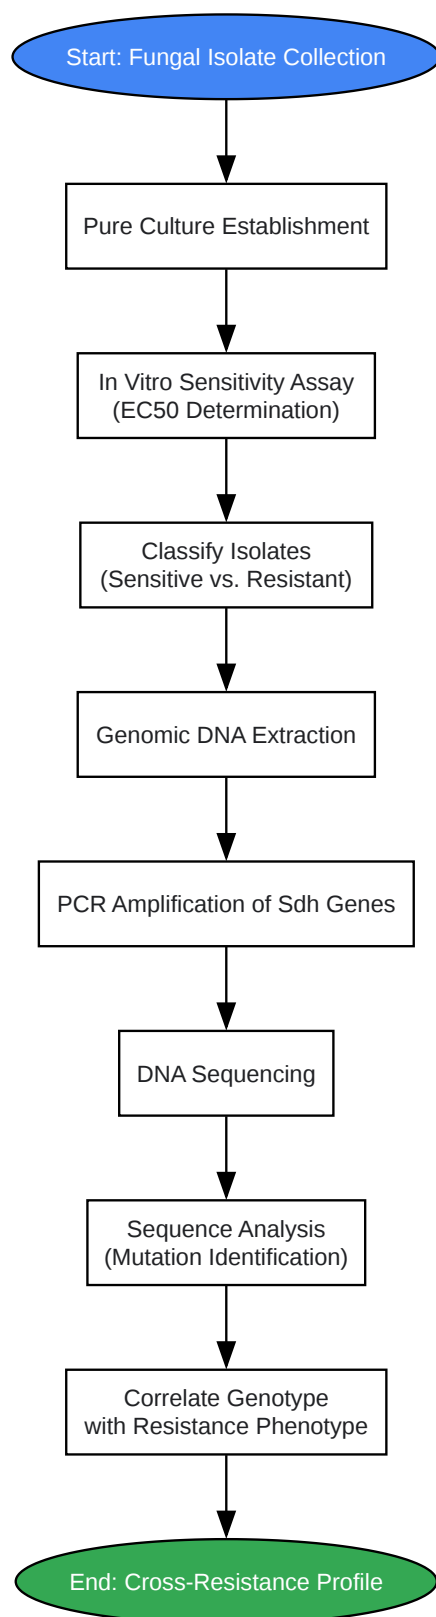 Start: Fungal Isolate Collection
Pure Culture Establishment
In Vitro Sensitivity Assay
(EC50 Determination)
Classify Isolates
(Sensitive vs. Resistant)
Genomic DNA Extraction
PCR Amplification of Sdh Genes
DNA Sequencing
Sequence Analysis
(Mutation Identification)
Correlate Genotype
with Resistance Phenotype
End: Cross-Resistance Profile